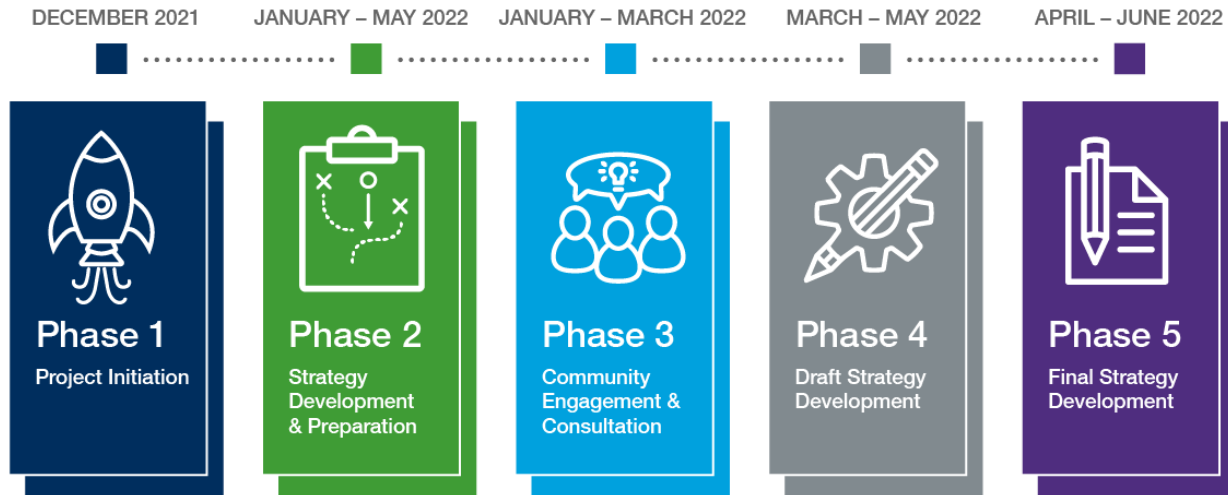 DECEMBER 2021
JANUARY – MAY 2022
JANUARY – MARCH 2022
MARCH – MAY 2022
APRIL – JUNE 2022
Phase 1
Project Initiation
Phase 2
Strategy
Development
& Preparation
Phase 3
Community
Engagement &
Consultation
Phase 4
Draft Strategy
Development
Phase 5
Final Strategy
Development